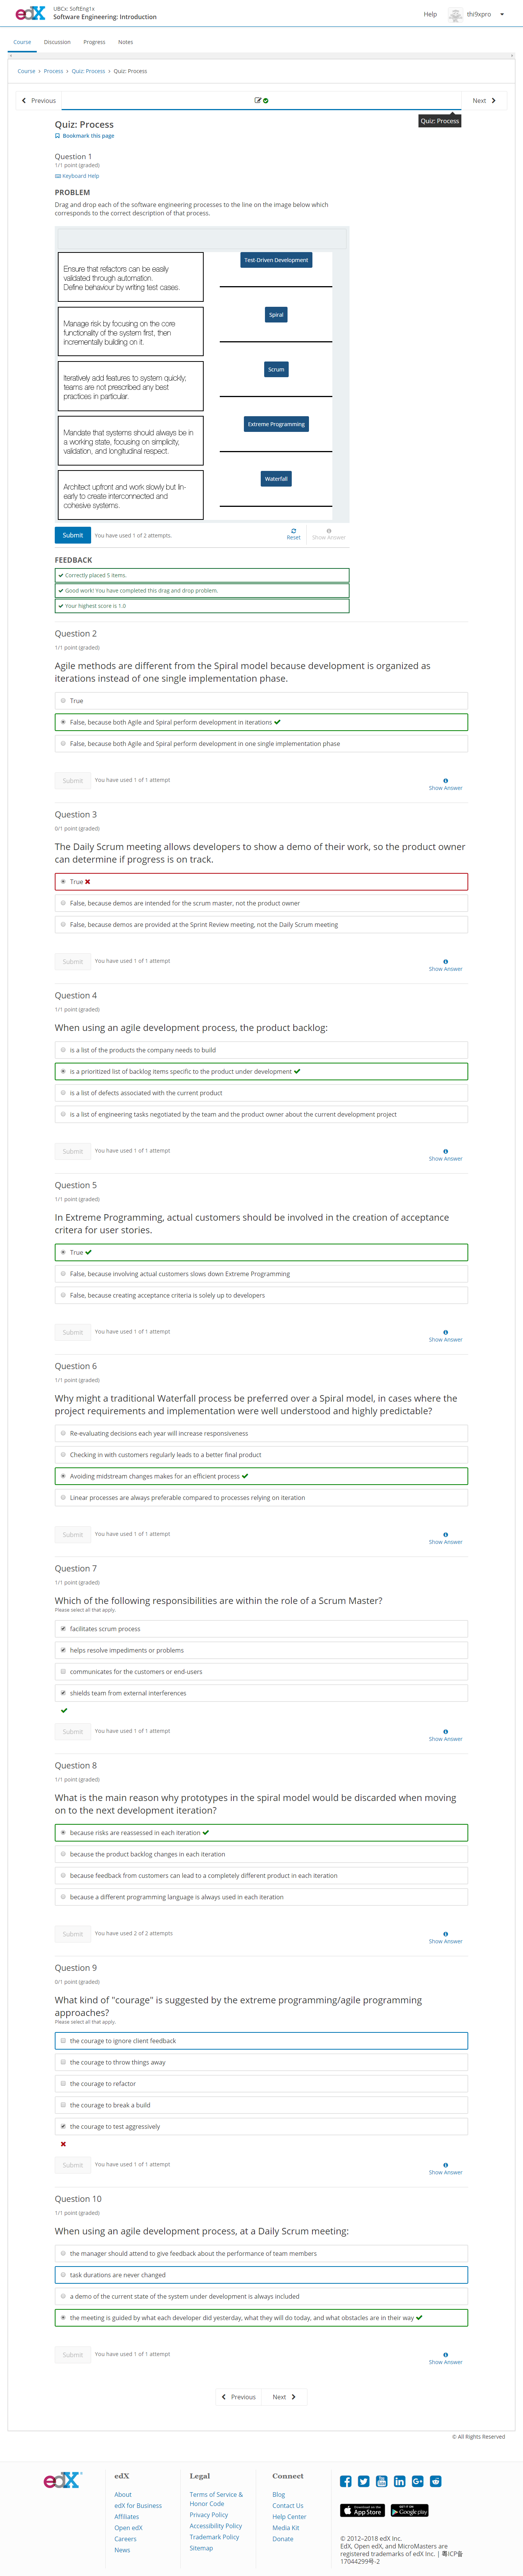 edX
UBCx: SoftEng1x
Software Engineering: Introduction
Help
thi9xpro
Course Discussion Progress Notes
Course › Process › Quiz: Process › Quiz: Process
Previous
Next
Quiz: Process
Quiz: Process
Bookmark this page
Question 1
1/1 point (graded)
Keyboard Help
PROBLEM
Drag and drop each of the software engineering processes to the line on the image below which
corresponds to the correct description of that process.
Ensure that refactors can be easily
validated through automation.
Define behaviour by writing test cases.
Test-Driven Development
Manage risk by focusing on the core
functionality of the system first, then
incrementally building on it.
Spiral
Iteratively add features to system quickly;
teams are not prescribed any best
practices in particular.
Scrum
Mandate that systems should always be in
a working state, focusing on simplicity,
validation, and longitudinal respect.
Extreme Programming
Architect upfront and work slowly but lin-
early to create interconnected and
cohesive systems.
Waterfall
Submit
You have used 1 of 2 attempts.
Reset
Show Answer
FEEDBACK
Correctly placed 5 items.
Good work! You have completed this drag and drop problem.
Your highest score is 1.0
Question 2
1/1 point (graded)
Agile methods are different from the Spiral model because development is organized as
iterations instead of one single implementation phase.
True
False, because both Agile and Spiral perform development in iterations
False, because both Agile and Spiral perform development in one single implementation phase
Submit
You have used 1 of 1 attempt
Show Answer
Question 3
0/1 point (graded)
The Daily Scrum meeting allows developers to show a demo of their work, so the product owner
can determine if progress is on track.
True
False, because demos are intended for the scrum master, not the product owner
False, because demos are provided at the Sprint Review meeting, not the Daily Scrum meeting
Submit
You have used 1 of 1 attempt
Show Answer
Question 4
1/1 point (graded)
When using an agile development process, the product backlog:
is a list of the products the company needs to build
is a prioritized list of backlog items specific to the product under development
is a list of defects associated with the current product
is a list of engineering tasks negotiated by the team and the product owner about the current development project
Submit
You have used 1 of 1 attempt
Show Answer
Question 5
1/1 point (graded)
In Extreme Programming, actual customers should be involved in the creation of acceptance
critera for user stories.
True
False, because involving actual customers slows down Extreme Programming
False, because creating acceptance criteria is solely up to developers
Submit
You have used 1 of 1 attempt
Show Answer
Question 6
1/1 point (graded)
Why might a traditional Waterfall process be preferred over a Spiral model, in cases where the
project requirements and implementation were well understood and highly predictable?
Re-evaluating decisions each year will increase responsiveness
Checking in with customers regularly leads to a better final product
Avoiding midstream changes makes for an efficient process
Linear processes are always preferable compared to processes relying on iteration
Submit
You have used 1 of 1 attempt
Show Answer
Question 7
1/1 point (graded)
Which of the following responsibilities are within the role of a Scrum Master?
Please select all that apply.
facilitates scrum process
helps resolve impediments or problems
communicates for the customers or end-users
shields team from external interferences
Submit
You have used 1 of 1 attempt
Show Answer
Question 8
1/1 point (graded)
What is the main reason why prototypes in the spiral model would be discarded when moving
on to the next development iteration?
because risks are reassessed in each iteration
because the product backlog changes in each iteration
because feedback from customers can lead to a completely different product in each iteration
because a different programming language is always used in each iteration
Submit
You have used 2 of 2 attempts
Show Answer
Question 9
0/1 point (graded)
What kind of "courage" is suggested by the extreme programming/agile programming
approaches?
Please select all that apply.
the courage to ignore client feedback
the courage to throw things away
the courage to refactor
the courage to break a build
the courage to test aggressively
Submit
You have used 1 of 1 attempt
Show Answer
Question 10
1/1 point (graded)
When using an agile development process, at a Daily Scrum meeting:
the manager should attend to give feedback about the performance of team members
task durations are never changed
a demo of the current state of the system under development is always included
the meeting is guided by what each developer did yesterday, what they will do today, and what obstacles are in their way
Submit
You have used 1 of 1 attempt
Show Answer
Previous
Next
© All Rights Reserved
edX
edX
About
edX for Business
Affiliates
Open edX
Careers
News
Legal
Terms of Service &
Honor Code
Privacy Policy
Accessibility Policy
Trademark Policy
Sitemap
Connect
Blog
Contact Us
Help Center
Media Kit
Donate
Download on the
App Store
GET IT ON
Google play
© 2012–2018 edX Inc.
EdX, Open edX, and MicroMasters are
registered trademarks of edX Inc. | 粤ICP备
17044299号-2